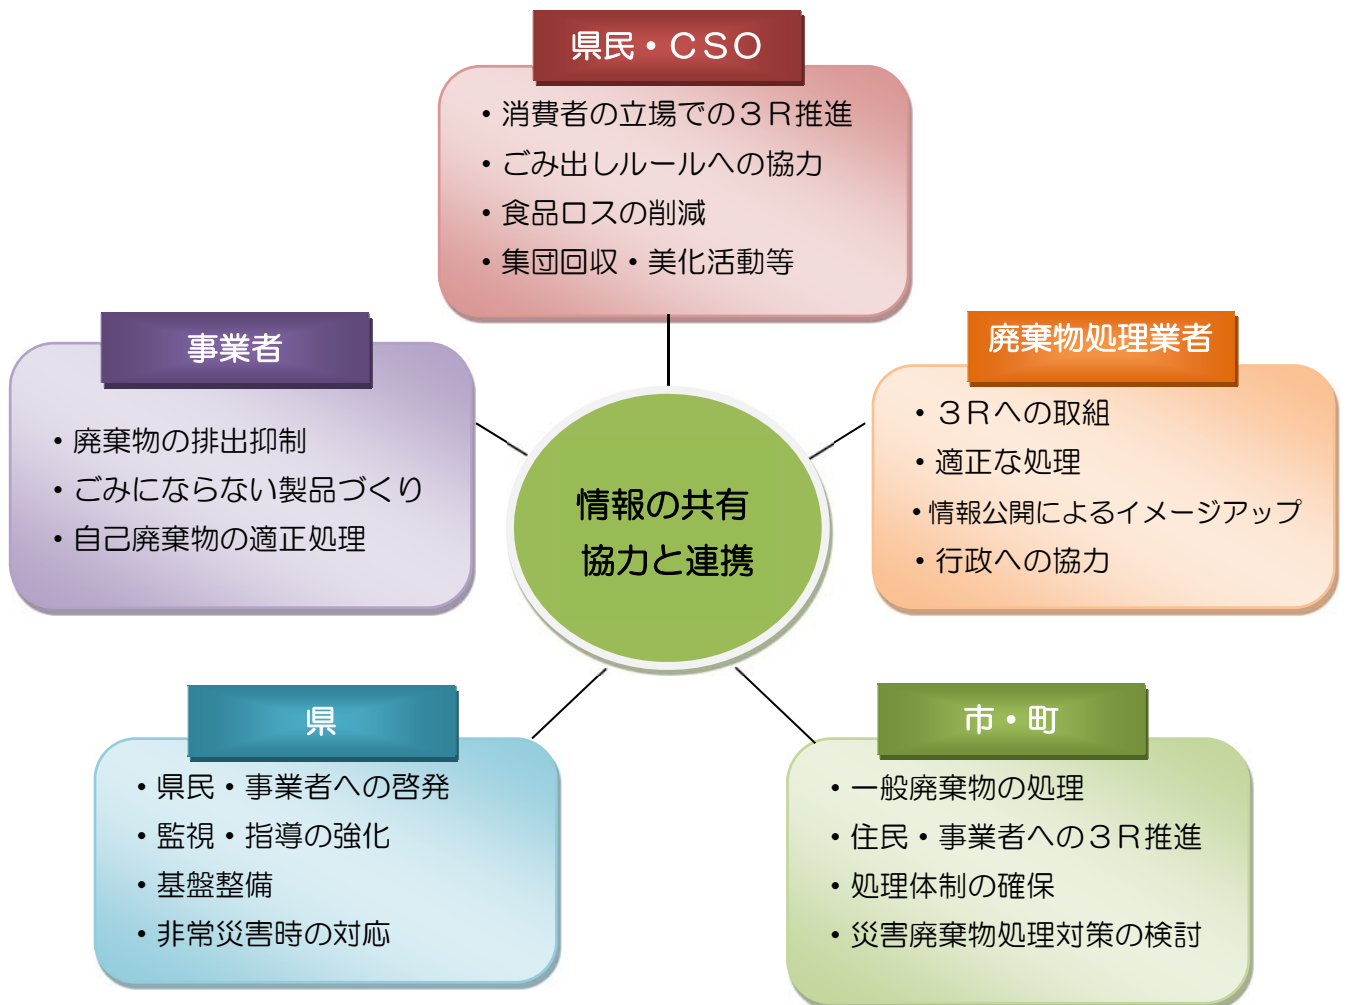 県民・CSO
・消費者の立場での３Ｒ推進
・ごみ出しルールへの協力
・食品ロスの削減
・集団回収・美化活動等
事業者
・廃棄物の排出抑制
・ごみにならない製品づくり
・自己廃棄物の適正処理
廃棄物処理業者
・３Ｒへの取組
・適正な処理
・情報公開によるイメージアップ
・行政への協力
情報の共有
協力と連携
県
・県民・事業者への啓発
・監視・指導の強化
・基盤整備
・非常災害時の対応
市・町
・一般廃棄物の処理
・住民・事業者への３Ｒ推進
・処理体制の確保
・災害廃棄物処理対策の検討